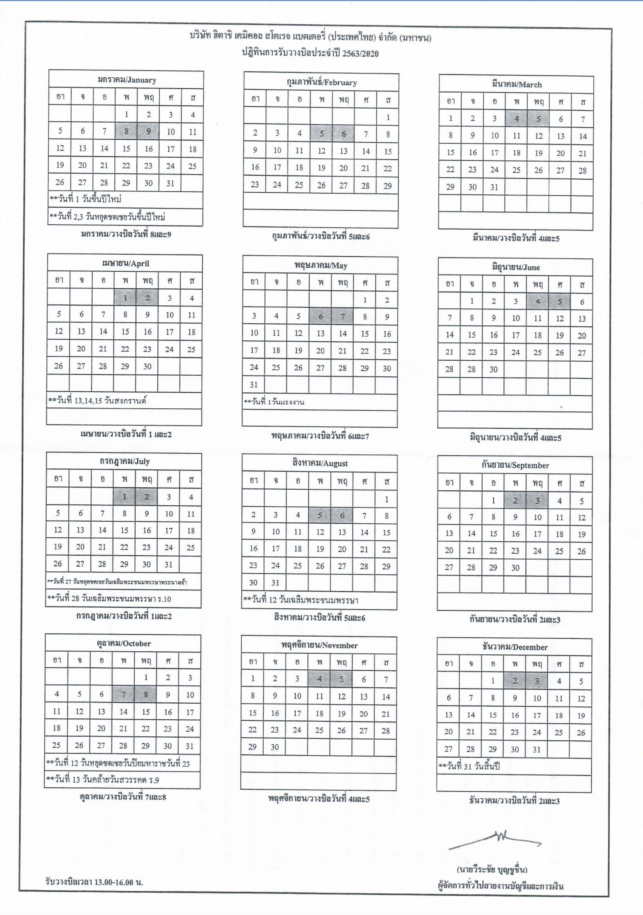 บริษัท ฮิตาชิ เคมิคอล สโตเรจ แบตเตอรี่ (ประเทศไทย) จำกัด (มหาชน)
ปฏิทินการรับวางบิลประจำปี 2563/2020
มกราคม/January
อา จ อ พ พฤ ศ ส
1 2 3 4
5 6 7 8 9 10 11
12 13 14 15 16 17 18
19 20 21 22 23 24 25
26 27 28 29 30 31
**วันที่ 1 วันขึ้นปีใหม่
**วันที่ 2,3 วันหยุดชดเชยวันขึ้นปีใหม่
มกราคม/วางบิลวันที่ 8และ9
กุมภาพันธ์/February
อา จ อ พ พฤ ศ ส
1
2 3 4 5 6 7 8
9 10 11 12 13 14 15
16 17 18 19 20 21 22
23 24 25 26 27 28 29
กุมภาพันธ์/วางบิลวันที่ 5และ6
มีนาคม/March
อา จ อ พ พฤ ศ ส
1 2 3 4 5 6 7
8 9 10 11 12 13 14
15 16 17 18 19 20 21
22 23 24 25 26 27 28
29 30 31
มีนาคม/วางบิลวันที่ 4และ5
เมษายน/April
อา จ อ พ พฤ ศ ส
1 2 3 4
5 6 7 8 9 10 11
12 13 14 15 16 17 18
19 20 21 22 23 24 25
26 27 28 29 30
**วันที่ 13,14,15 วันสงกรานต์
เมษายน/วางบิลวันที่ 1 และ2
พฤษภาคม/May
อา จ อ พ พฤ ศ ส
1 2
3 4 5 6 7 8 9
10 11 12 13 14 15 16
17 18 19 20 21 22 23
24 25 26 27 28 29 30
31
**วันที่ 1วันแรงงาน
พฤษภาคม/วางบิลวันที่ 6และ7
มิถุนายน/June
อา จ อ พ พฤ ศ ส
1 2 3 4 5 6
7 8 9 10 11 12 13
14 15 16 17 18 19 20
21 22 23 24 25 26 27
28 28 30
มิถุนายน/วางบิลวันที่ 4และ5
กรกฎาคม/July
อา จ อ พ พฤ ศ ส
1 2 3 4
5 6 7 8 9 10 11
12 13 14 15 16 17 18
19 20 21 22 23 24 25
26 27 28 29 30 31
**วันที่ 27 วันหยุดชดเชยวันเฉลิมพระชนมพรรษาพระนางเจ้า
**วันที่ 28 วันเฉลิมพระชนมพรรษา ร.10
กรกฎาคม/วางบิลวันที่ 1และ2
สิงหาคม/August
อา จ อ พ พฤ ศ ส
1
2 3 4 5 6 7 8
9 10 11 12 13 14 15
16 17 18 19 20 21 22
23 24 25 26 27 28 29
30 31
**วันที่ 12 วันเฉลิมพระชนมพรรษา
สิงหาคม/วางบิลวันที่ 5และ6
กันยายน/September
อา จ อ พ พฤ ศ ส
1 2 3 4 5
6 7 8 9 10 11 12
13 14 15 16 17 18 19
20 21 22 23 24 25 26
27 28 29 30
กันยายน/วางบิลวันที่ 2และ3
ตุลาคม/October
อา จ อ พ พฤ ศ ส
1 2 3
4 5 6 7 8 9 10
11 12 13 14 15 16 17
18 19 20 21 22 23 24
25 26 27 28 29 30 31
**วันที่ 12 วันหยุดชดเชยวันปิยมหาราชวันที่ 23
**วันที่ 13 วันคล้ายวันสวรรคต ร.9
ตุลาคม/วางบิลวันที่ 7และ8
พฤศจิกายน/November
อา จ อ พ พฤ ศ ส
1 2 3 4 5 6 7
8 9 10 11 12 13 14
15 16 17 18 19 20 21
22 23 24 25 26 27 28
29 30
พฤศจิกายน/วางบิลวันที่ 4และ5
ธันวาคม/December
อา จ อ พ พฤ ศ ส
1 2 3 4 5
6 7 8 9 10 11 12
13 14 15 16 17 18 19
20 21 22 23 24 25 26
27 28 29 30 31
**วันที่ 31 วันสิ้นปี
ธันวาคม/วางบิลวันที่ 2และ3
(นายวีระชัย บุญชูชื่น)
ผู้จัดการทั่วไปสายงานบัญชีและการเงิน
รับวางบิลเวลา 13.00-16.00 น.